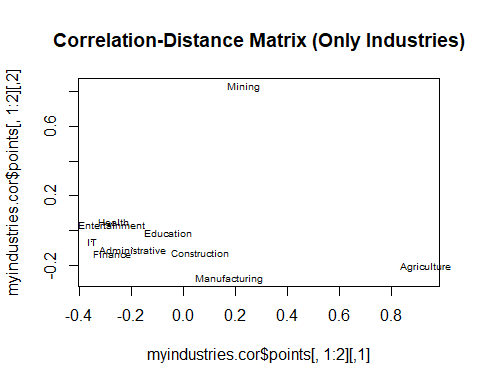 Correlation-Distance Matrix (Only Industries)
myindustries.cor$points[, 1:2][,2]
0.6
0.2
-0.2
Mining
Health
Entertainment
Education
IT
Administrative
Finance
Construction
Agriculture
Manufacturing
-0.4 -0.2 0.0 0.2 0.4 0.6 0.8
myindustries.cor$points[, 1:2][,1]